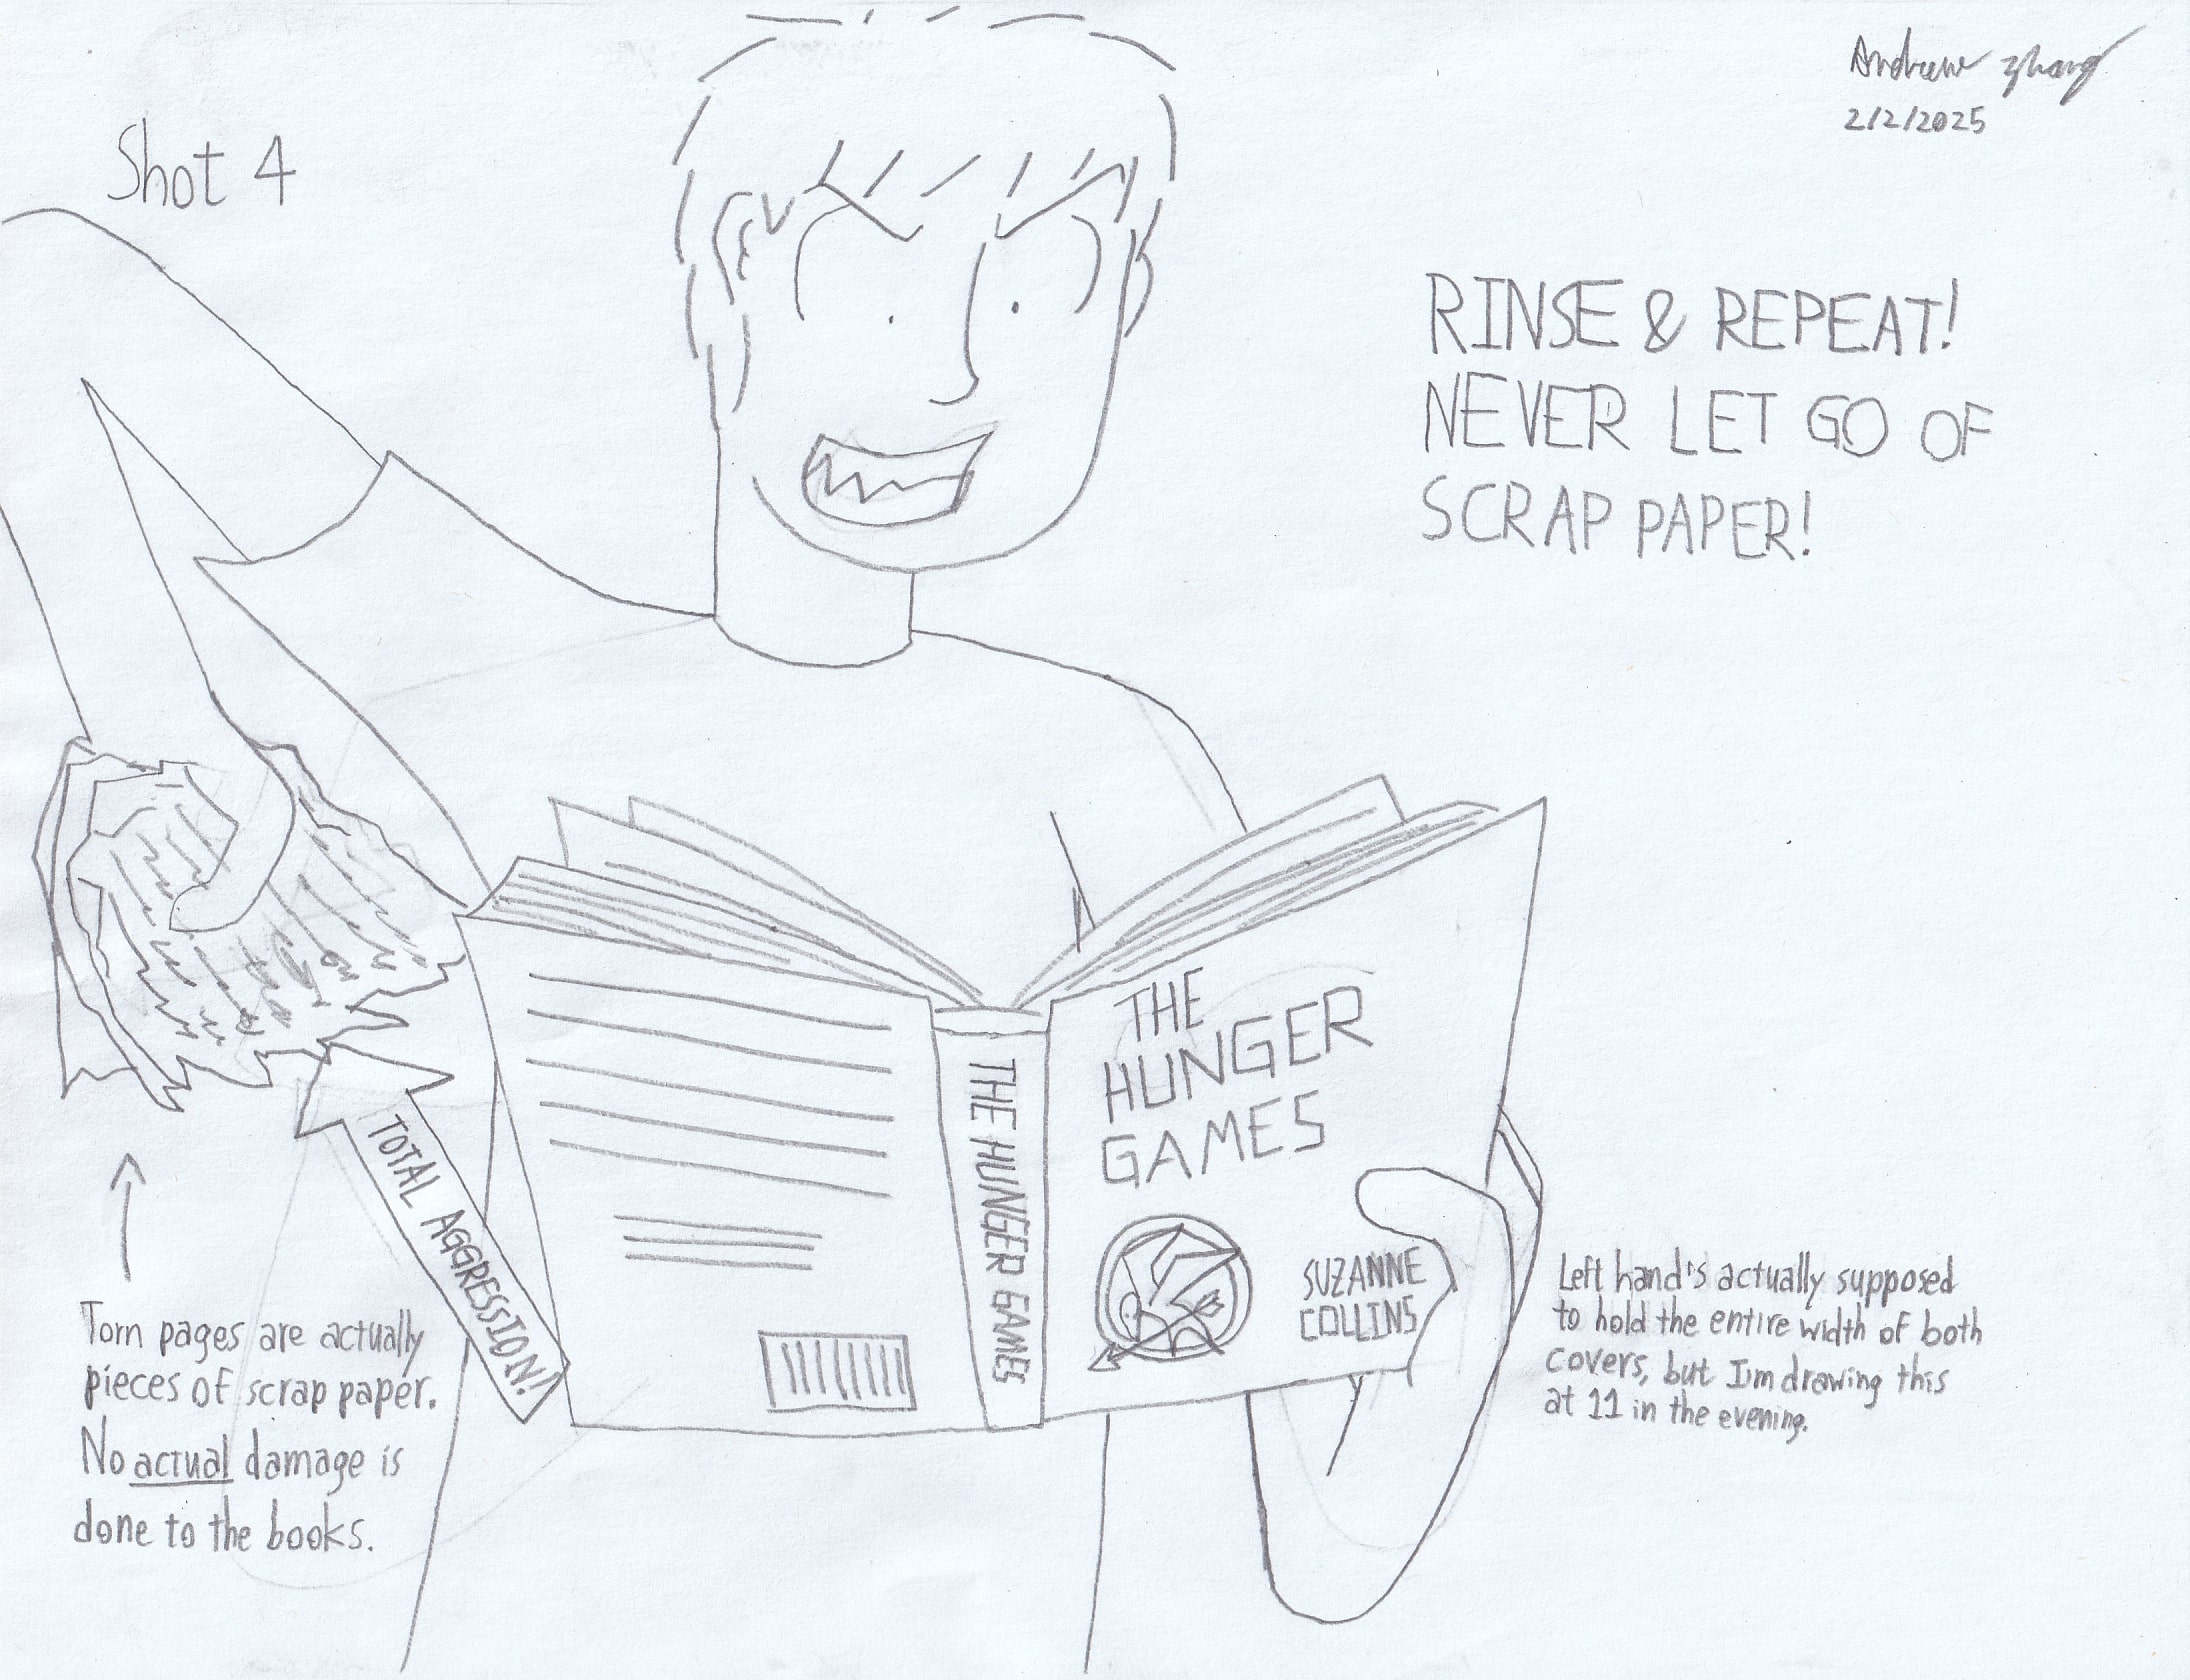 Andrew Zhang
2/2/2025
Shot 4
RINSE & REPEAT!
NEVER LET GO OF
SCRAP PAPER!
THE
HUNGER
GAMES
SUZANNE
COLLINS
THE HUNGER GAMES
TOTAL AGGRESSION!
Torn pages are actually
pieces of scrap paper.
No actual damage is
done to the books.
Left hand's actually supposed
to hold the entire width of both
covers, but I'm drawing this
at 11 in the evening.